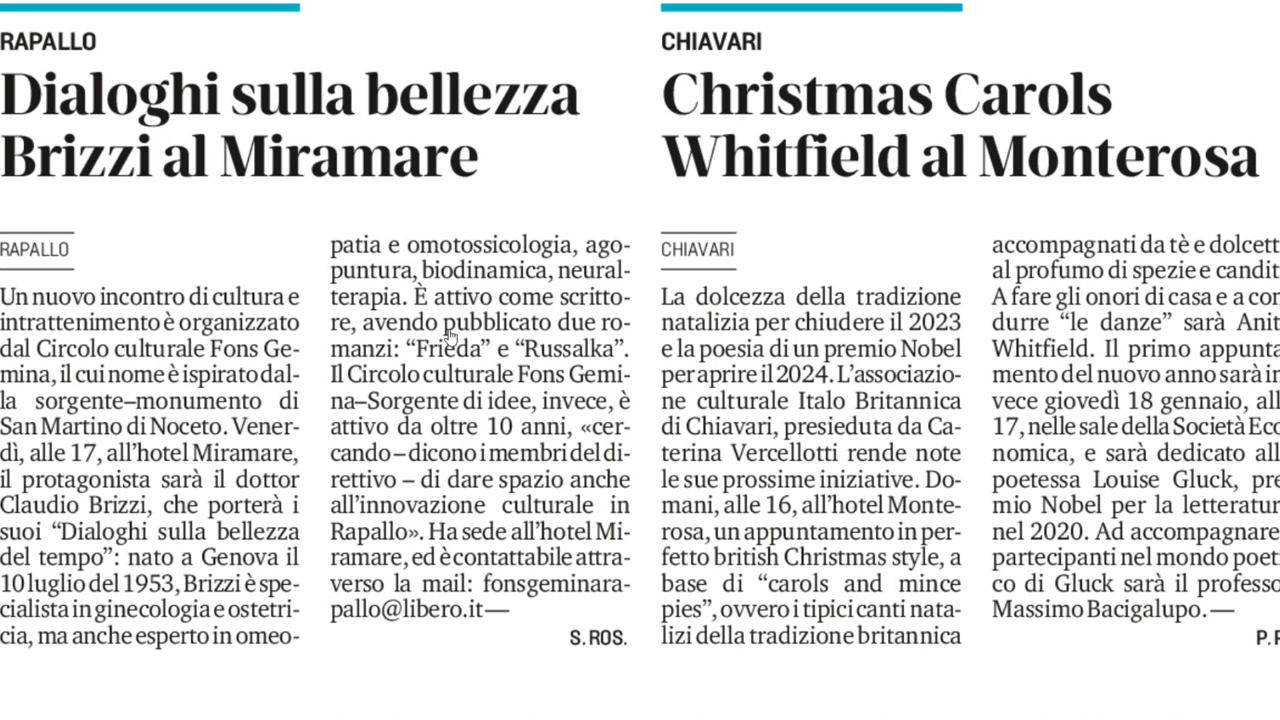 RAPALLO
Dialoghi sulla bellezza
Brizzi al Miramare
RAPALLO
Un nuovo incontro di cultura e
intrattenimento è organizzato
dal Circolo culturale Fons Ge-
mina, il cui nome è ispirato dal-
la sorgente–monumento di
San Martino di Noceto. Vener-
dì, alle 17, all’hotel Miramare,
il protagonista sarà il dottor
Claudio Brizzi, che porterà i
suoi “Dialoghi sulla bellezza
del tempo”: nato a Genova il
10 luglio del 1953, Brizzi è spe-
cialista in ginecologia e ostetri-
cia, ma anche esperto in omeo-
patia e omotossicologia, ago-
puntura, biodinamica, neural-
terapia. È attivo come scritto-
re, avendo pubblicato due ro-
manzi: “Frieda” e “Russalka”.
Il Circolo culturale Fons Gemi-
na–Sorgente di idee, invece, è
attivo da oltre 10 anni, «cer-
cando – dicono i membri del di-
rettivo – di dare spazio anche
all’innovazione culturale in
Rapallo». Ha sede all’hotel Mi-
ramare, ed è contattabile attra-
verso la mail: fonsgeminara-
pallo@libero.it —
S. ROS.
CHIAVARI
Christmas Carols
Whitfield al Monterosa
CHIAVARI
La dolcezza della tradizione
natalizia per chiudere il 2023
e la poesia di un premio Nobel
per aprire il 2024. L’associazio-
ne culturale Italo Britannica
di Chiavari, presieduta da Ca-
terina Vercellotti rende note
le sue prossime iniziative. Do-
mani, alle 16, all’hotel Monte-
rosa, un appuntamento in per-
fetto british Christmas style, a
base di “carols and mince
pies”, ovvero i tipici canti nata-
lizi della tradizione britannica
accompagnati da tè e dolcett
al profumo di spezie e candit
A fare gli onori di casa e a con
durre “le danze” sarà Anit
Whitfield. Il primo appunta
mento del nuovo anno sarà in
vece giovedì 18 gennaio, all
17, nelle sale della Società Eco
nomica, e sarà dedicato all
poetessa Louise Gluck, pre
mio Nobel per la letteratur
nel 2020. Ad accompagnare
partecipanti nel mondo poet
co di Gluck sarà il professo
Massimo Bacigalupo. —
P. P